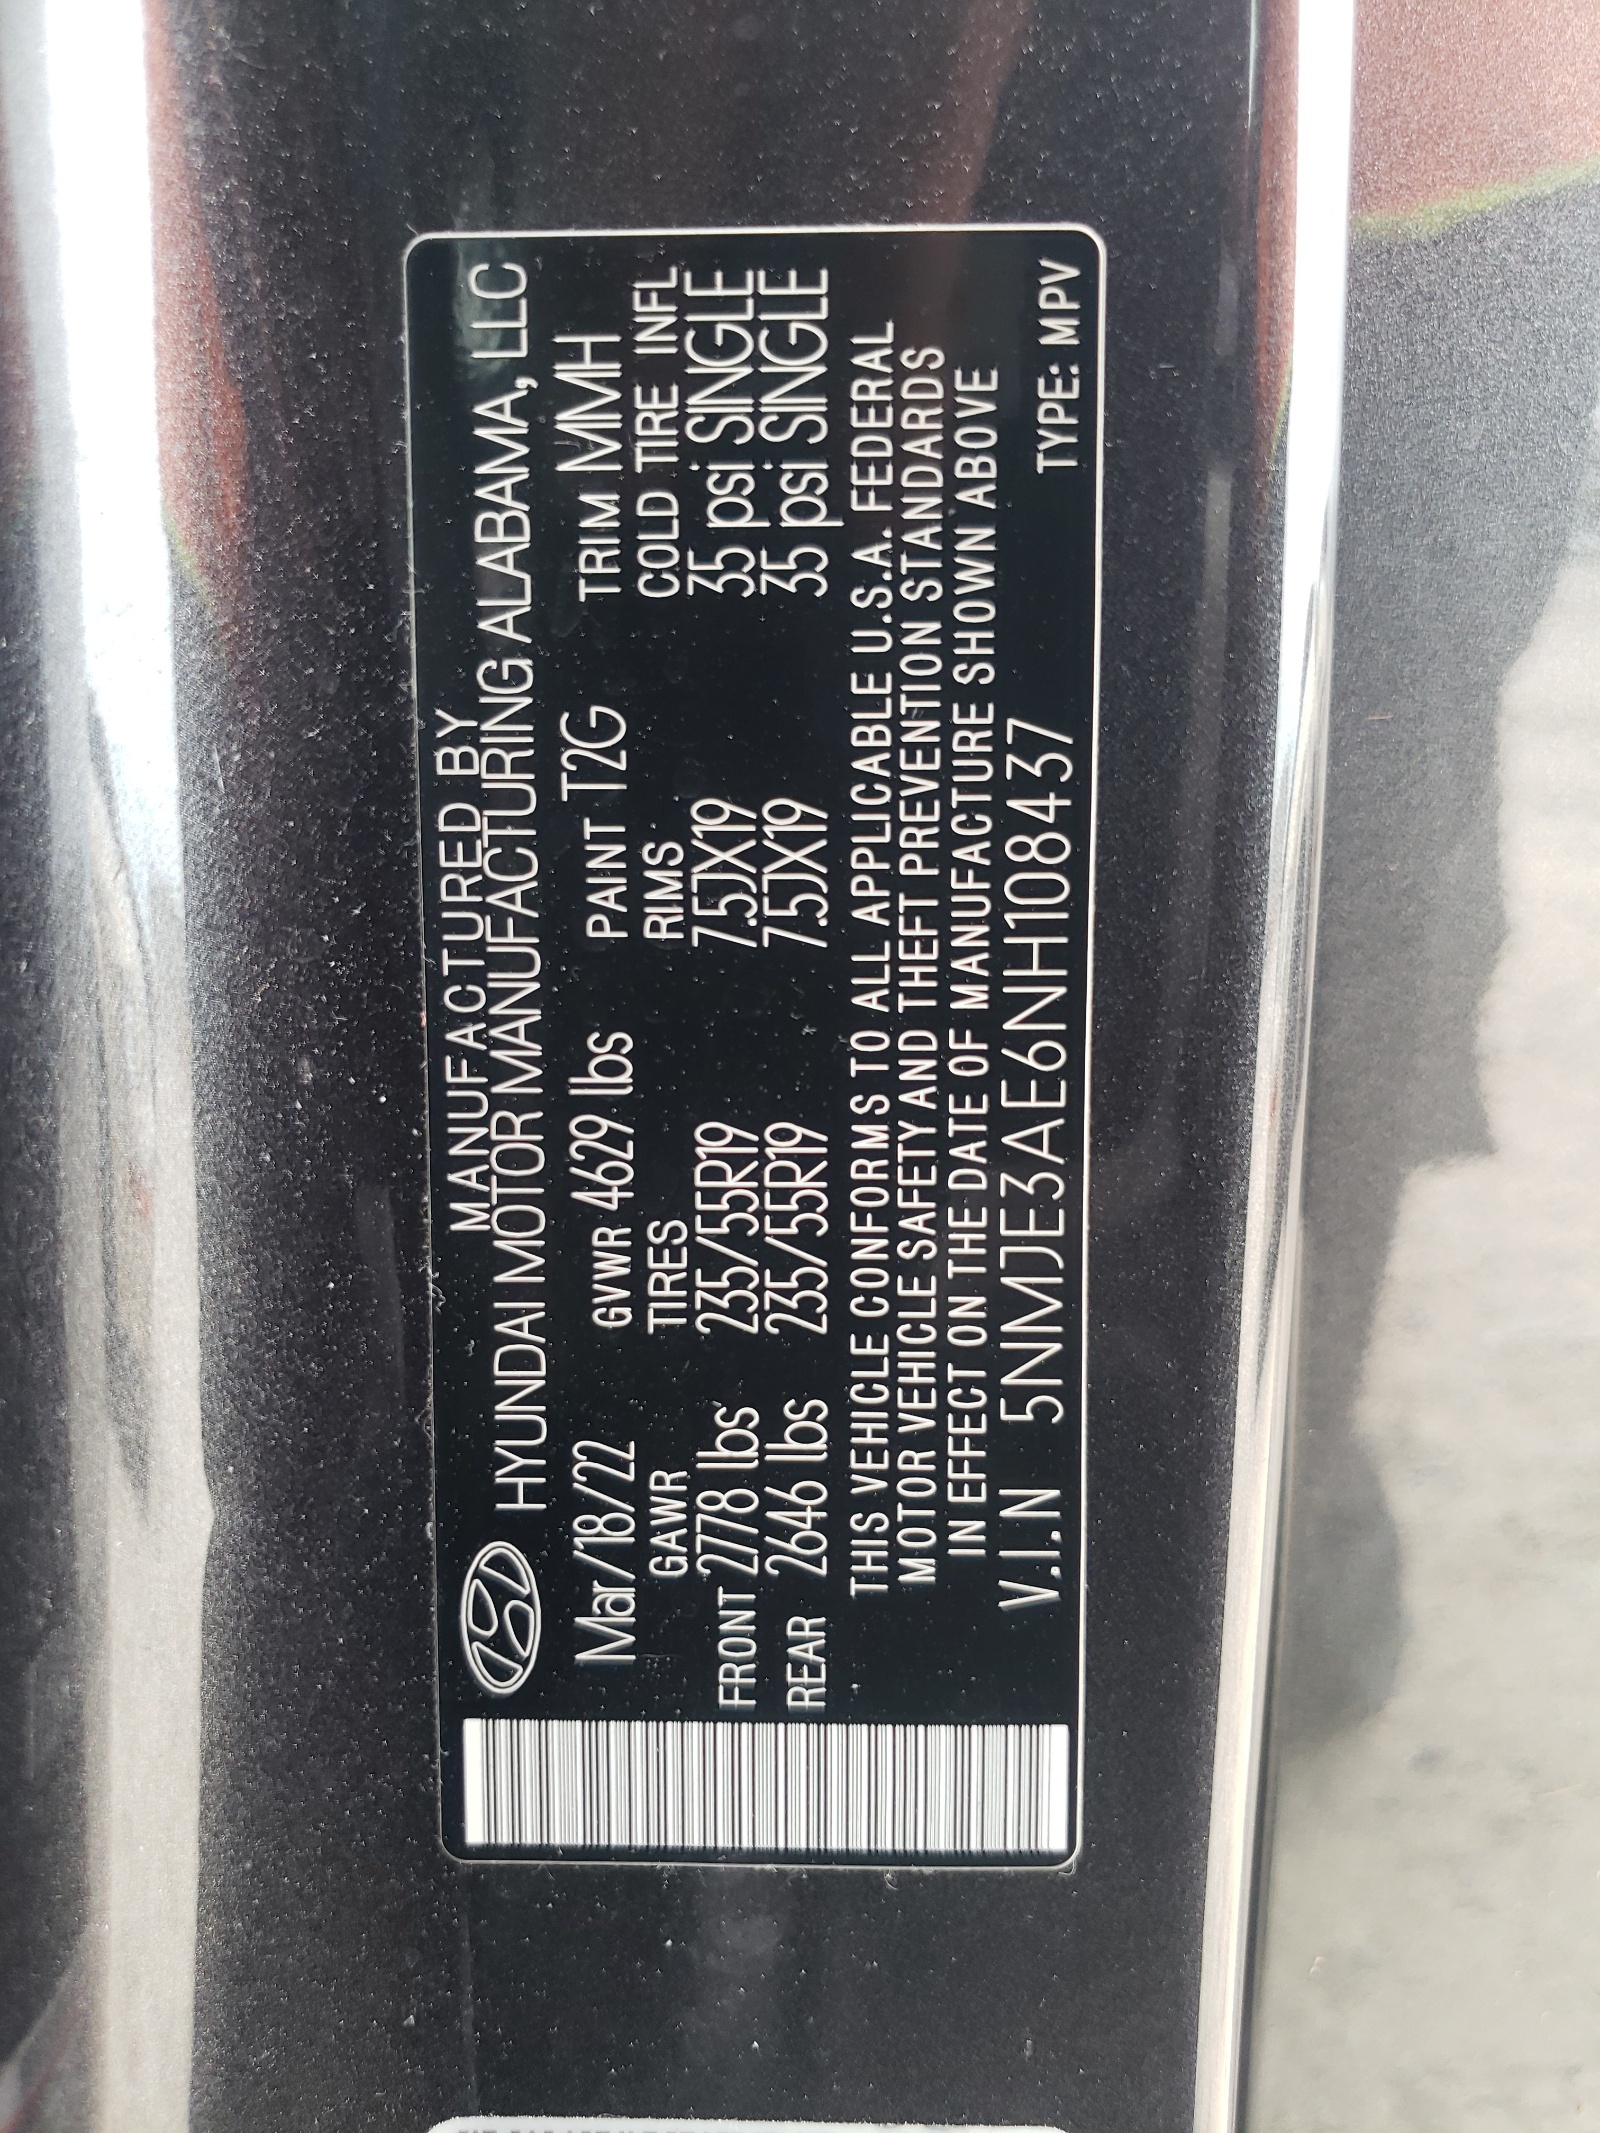 MANUFACTURED BY
HYUNDAI MOTOR MANUFACTURING ALABAMA, LLC
Mar/18/22 GVWR 4629 lbs PAINT T2G TRIM MMH
GAWR TIRES RIMS COLD TIRE INFL
FRONT 2778 lbs 235/55R19 7.5JX19 35 psi SINGLE
REAR 2646 lbs 235/55R19 7.5JX19 35 psi SINGLE
THIS VEHICLE CONFORMS TO ALL APPLICABLE U.S.A. FEDERAL
MOTOR VEHICLE SAFETY AND THEFT PREVENTION STANDARDS
IN EFFECT ON THE DATE OF MANUFACTURE SHOWN ABOVE
V.I.N 5NMJE3AE6NH108437
TYPE: MPV